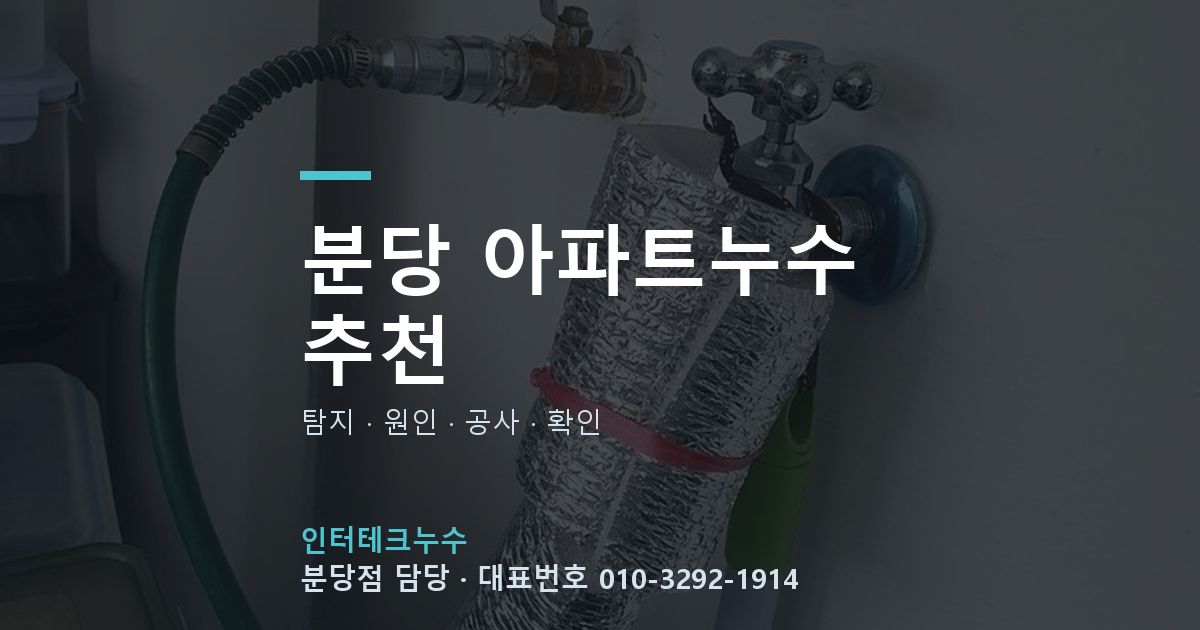 분당 아파트누수
추천
탐지 · 원인 · 공사 · 확인
인터테크누수
분당점 담당 · 대표번호 010-3292-1914